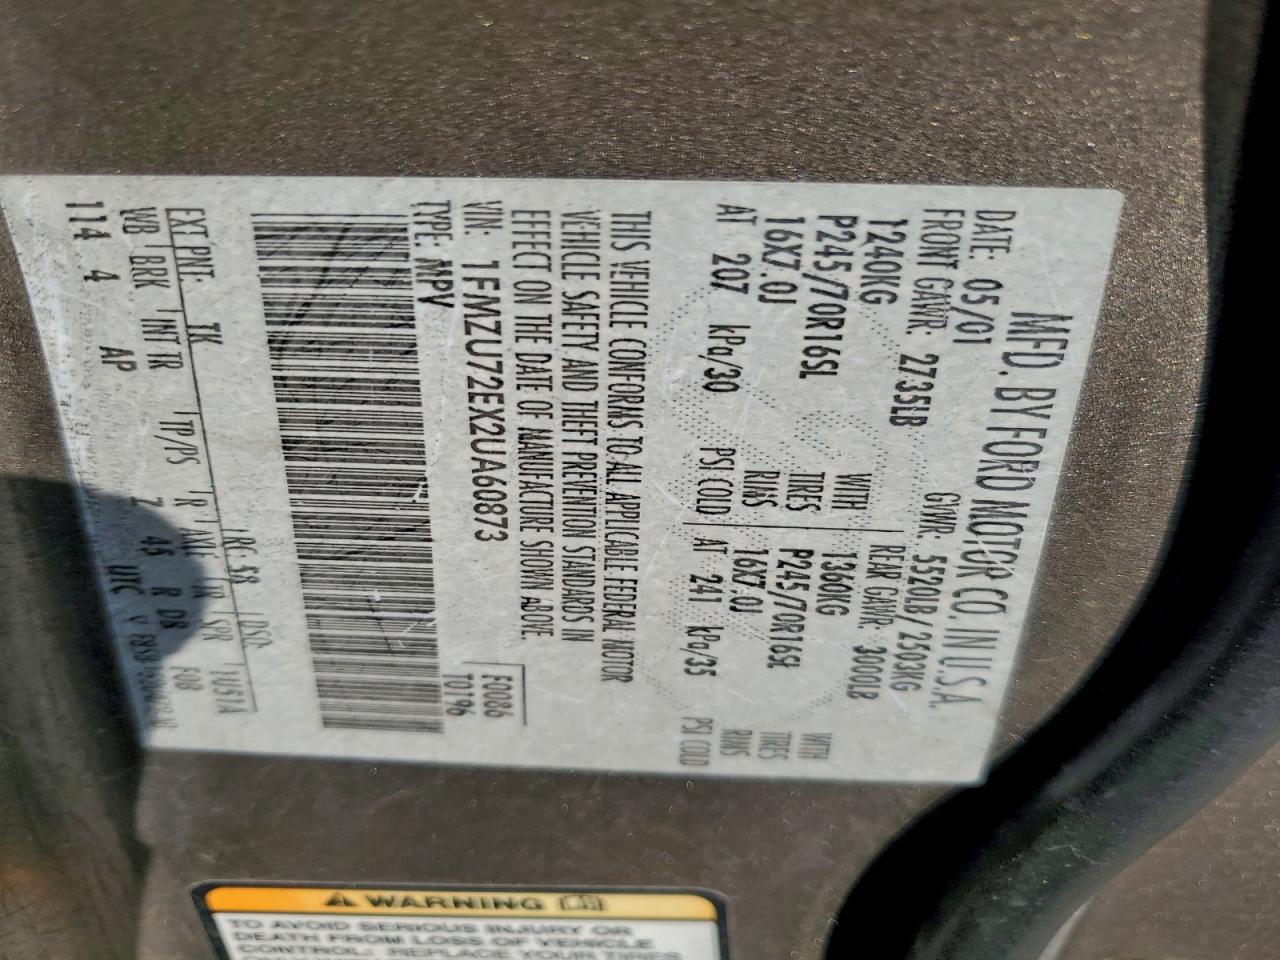 MFD. BY FORD MOTOR CO. IN U.S.A.
DATE: 05/01 GVWR: 5520LB/ 2503KG
FRONT GAWR: 2735LB REAR GAWR: 3000LB
1240KG WITH 1360KG WITH
P245/70R16SL TIRES P245/70R16SL TIRES
16X7.0J RIMS 16X7.0J RIMS
AT 207 kPa/30 PSI COLD AT 241 kPa/35 PSI COLD
THIS VEHICLE CONFORMS TO ALL APPLICABLE FEDERAL MOTOR
VEHICLE SAFETY AND THEFT PREVENTION STANDARDS IN
EFFECT ON THE DATE OF MANUFACTURE SHOWN ABOVE.
VIN: 1FMZU72EX2UA60873 F0086
TYPE: MPV T0196
EXT PNT: TK
WB BRK INT TR TP/PS R AXLE TR SPR
114 4 AP Z 45 R DB
UTC
WARNING
TO AVOID SERIOUS INJURY OR
DEATH FROM LOSS OF VEHICLE
CONTROL: REPLACE YOUR TIRES